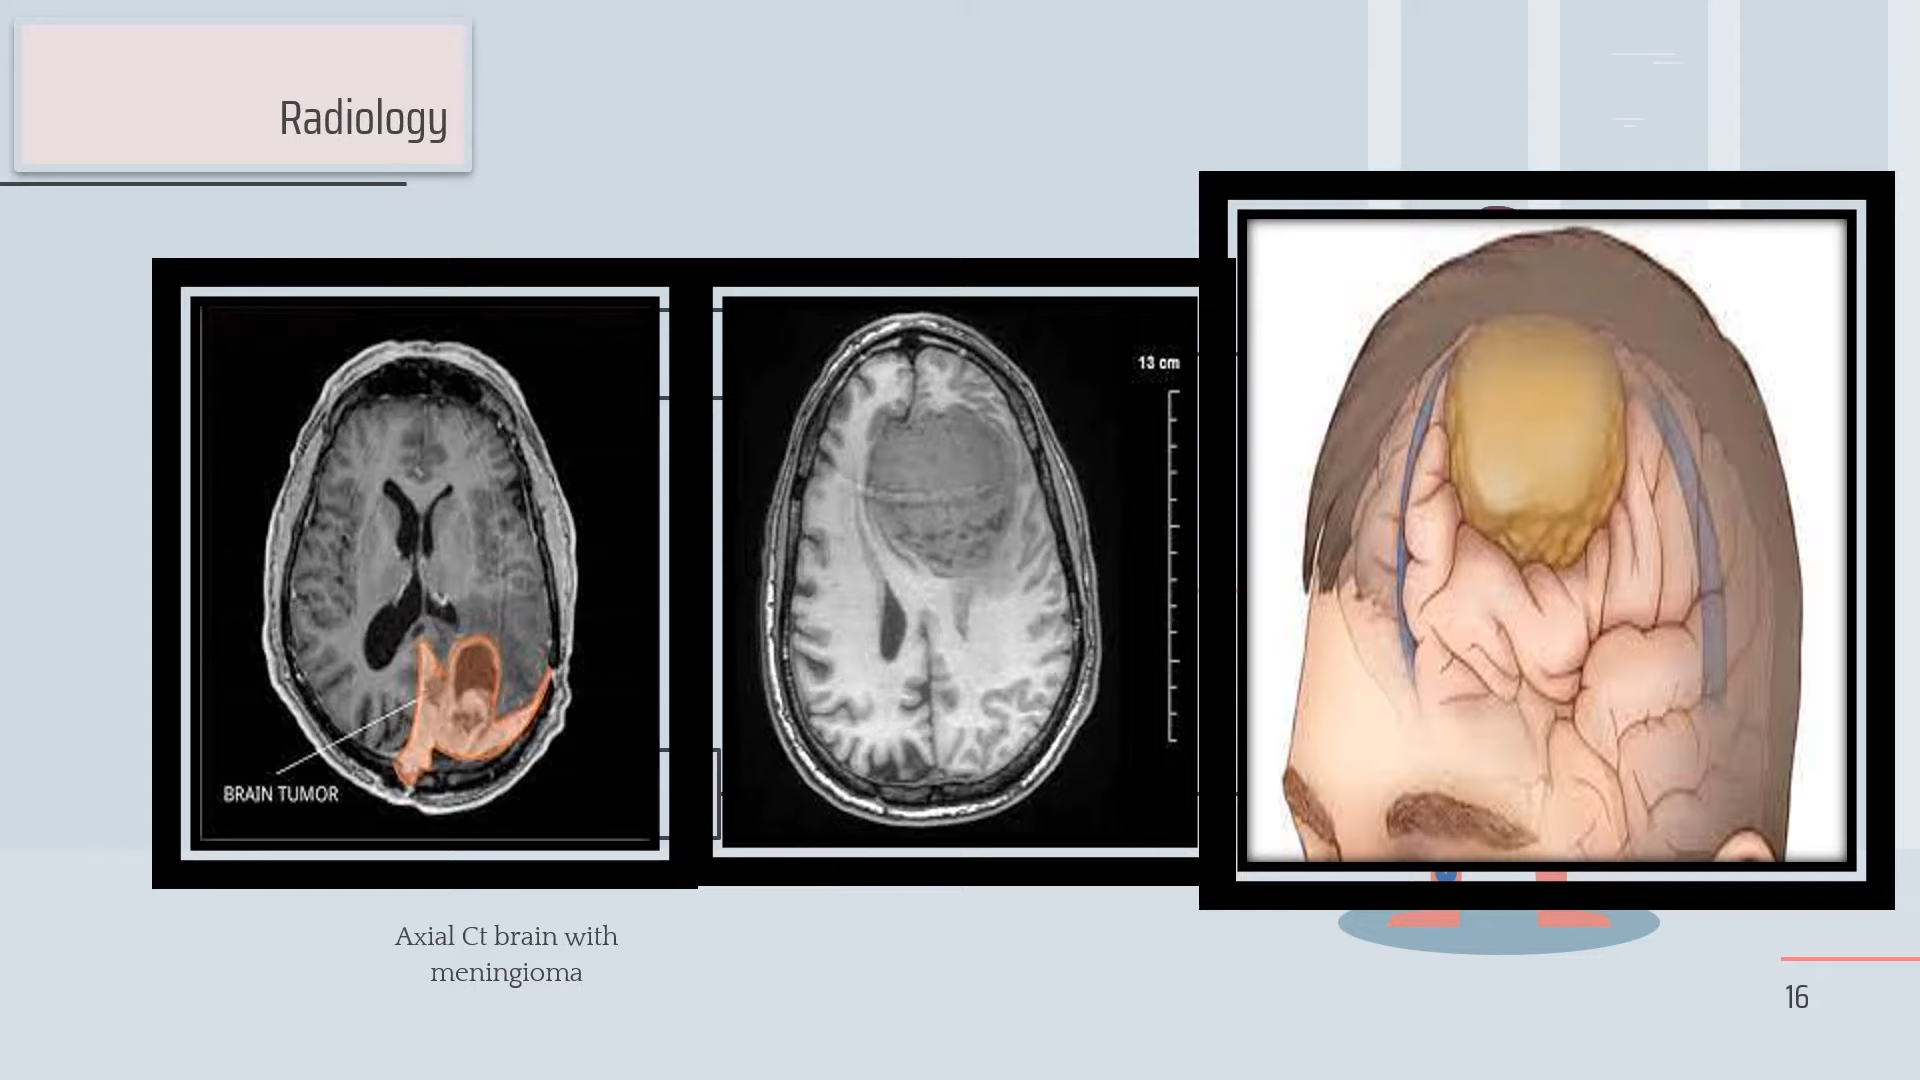 Radiology
13 cm
BRAIN TUMOR
Axial Ct brain with
meningioma
16